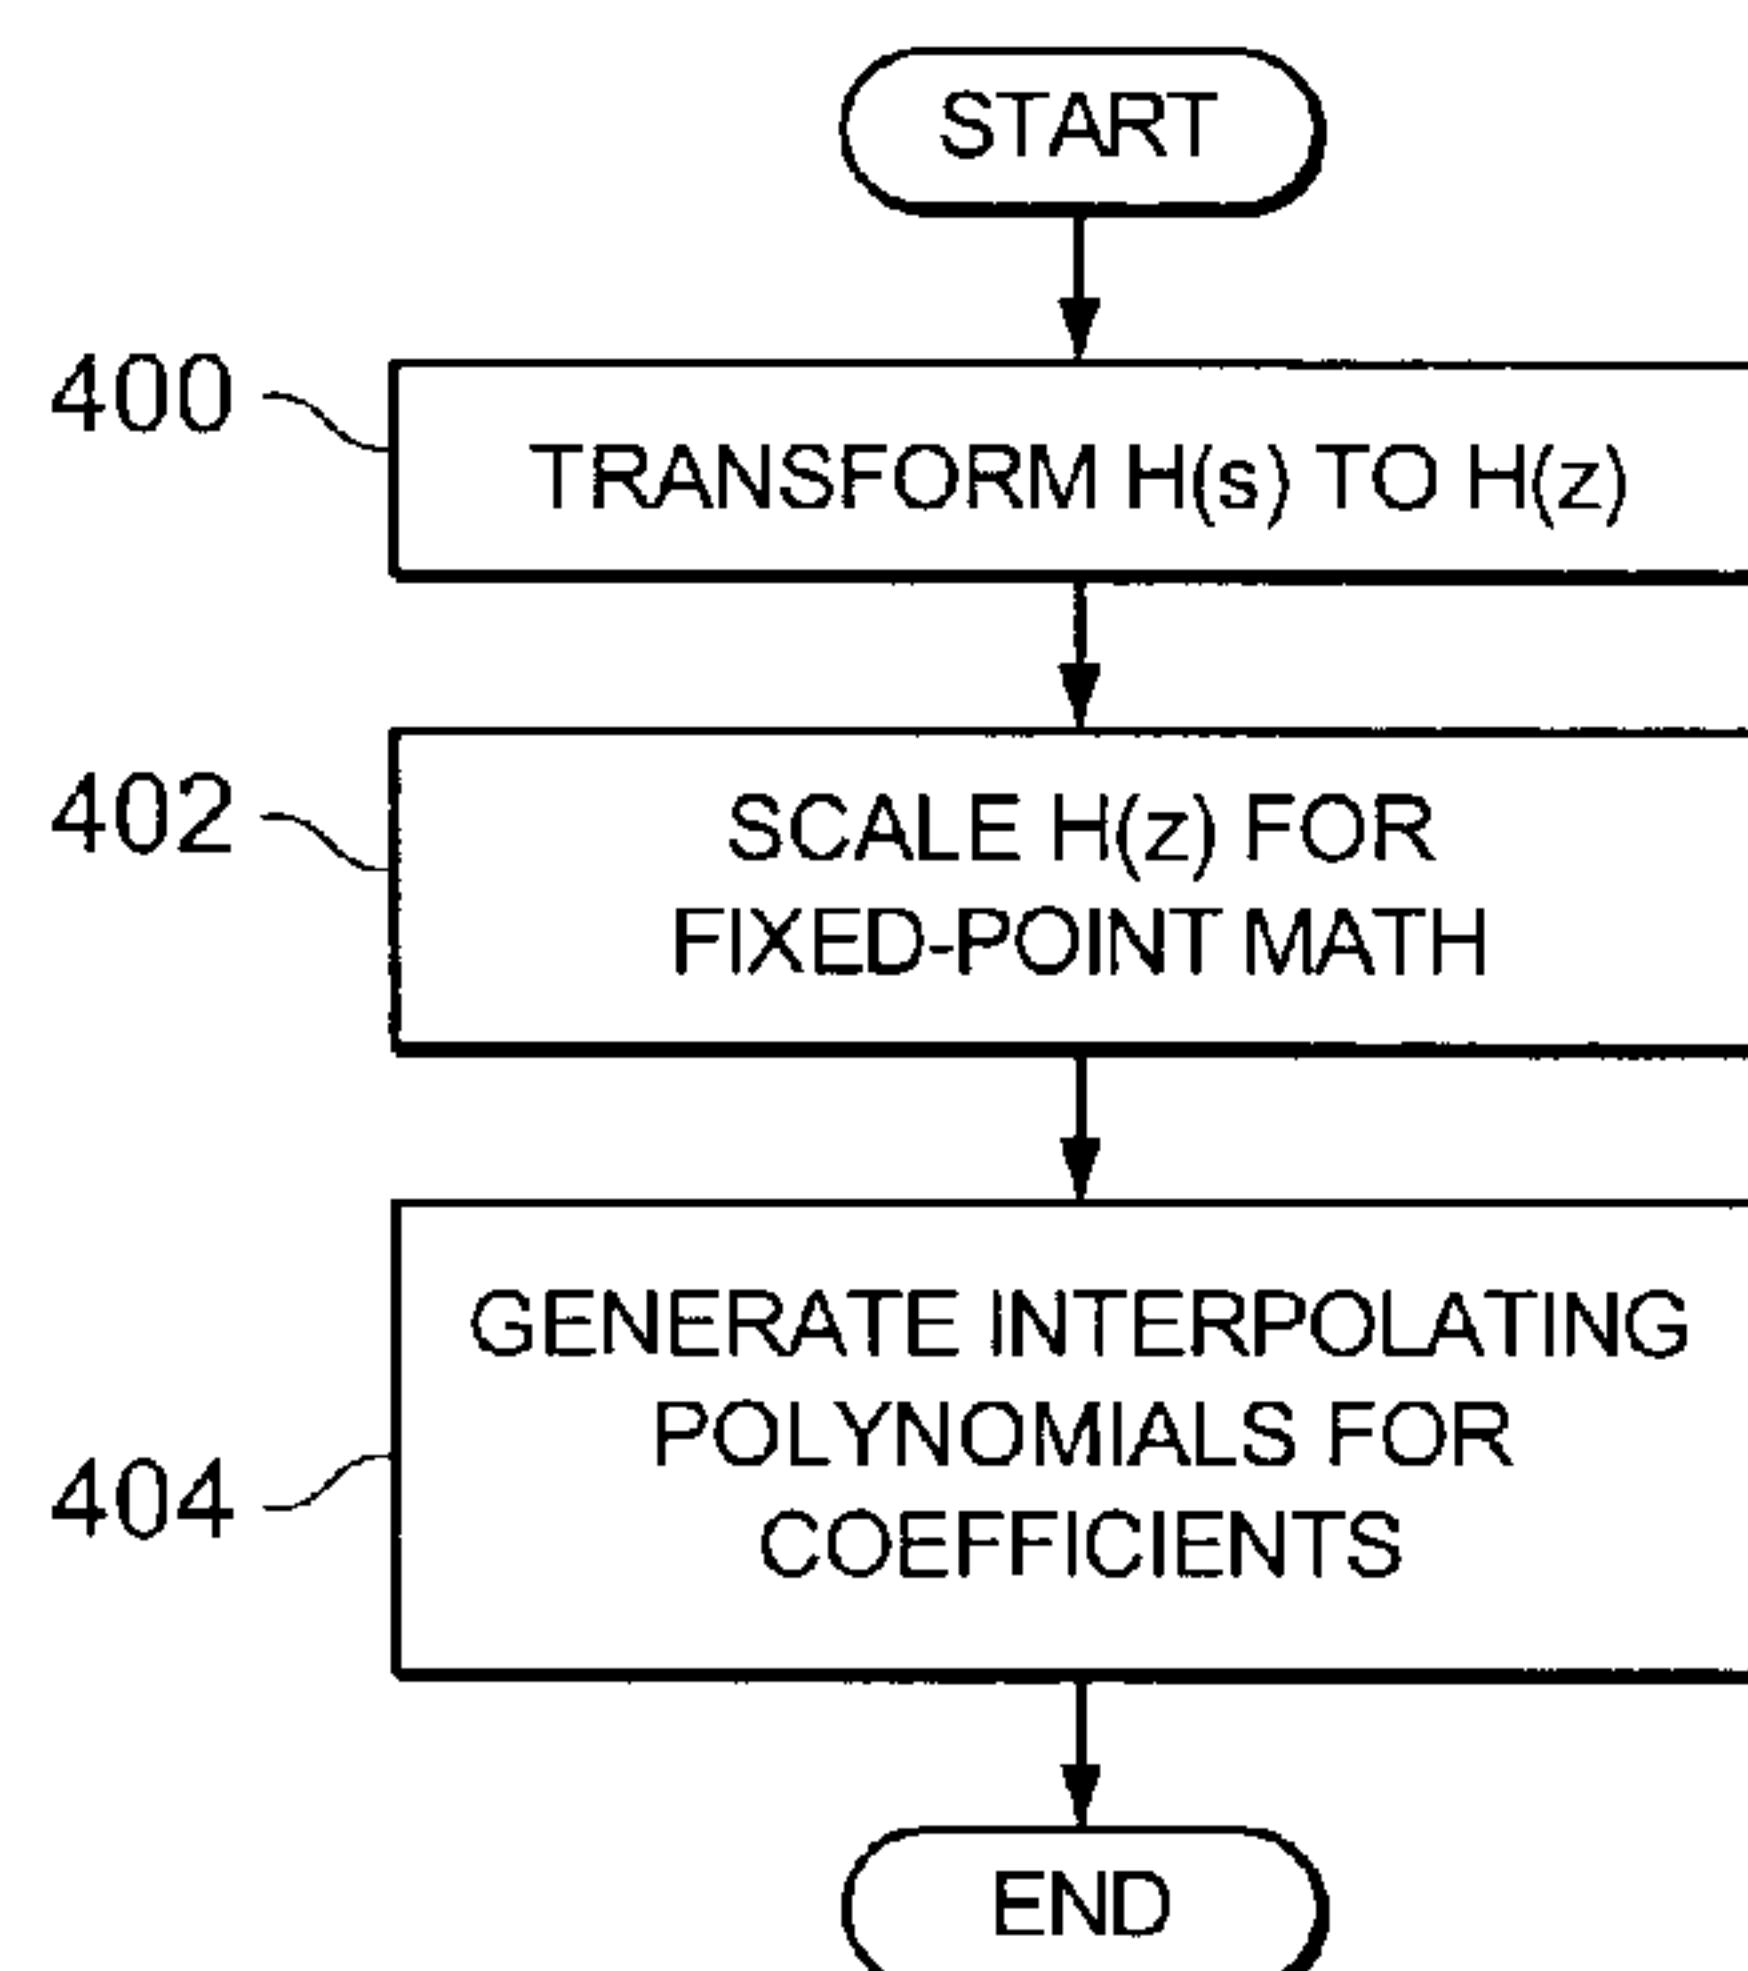 START
400
TRANSFORM H(s) TO H(z)
402
SCALE H(z) FOR
FIXED-POINT MATH
GENERATE INTERPOLATING
POLYNOMIALS FOR
404
COEFFICIENTS
END